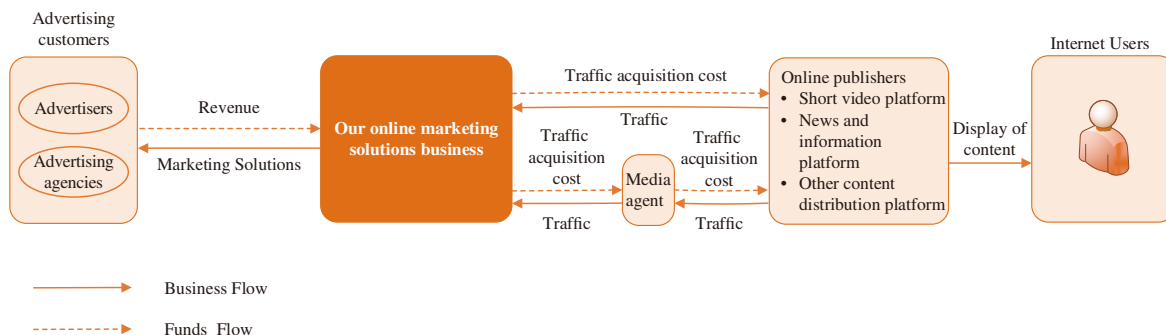 Advertising
customers
Advertisers
Advertising
agencies
Revenue
Marketing Solutions
Our online marketing
solutions business
Traffic acquisition cost
Traffic
Traffic
acquisition
cost
Traffic
Media
agent
Traffic
acquisition
cost
Traffic
Online publishers
• Short video platform
• News and
information
platform
• Other content
distribution platform
Display of
content
Internet Users
Business Flow
Funds Flow